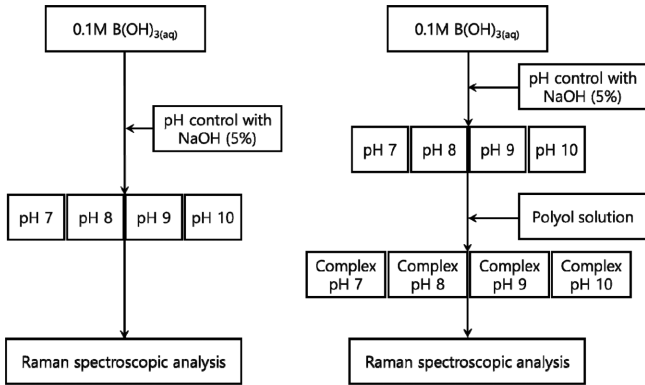 0.1M B(OH)₃₍aq₎
pH control with
NaOH (5%)
pH 7 pH 8 pH 9 pH 10
Raman spectroscopic analysis
0.1M B(OH)₃₍aq₎
pH control with
NaOH (5%)
pH 7 pH 8 pH 9 pH 10
Polyol solution
Complex Complex Complex Complex
pH 7 pH 8 pH 9 pH 10
Raman spectroscopic analysis